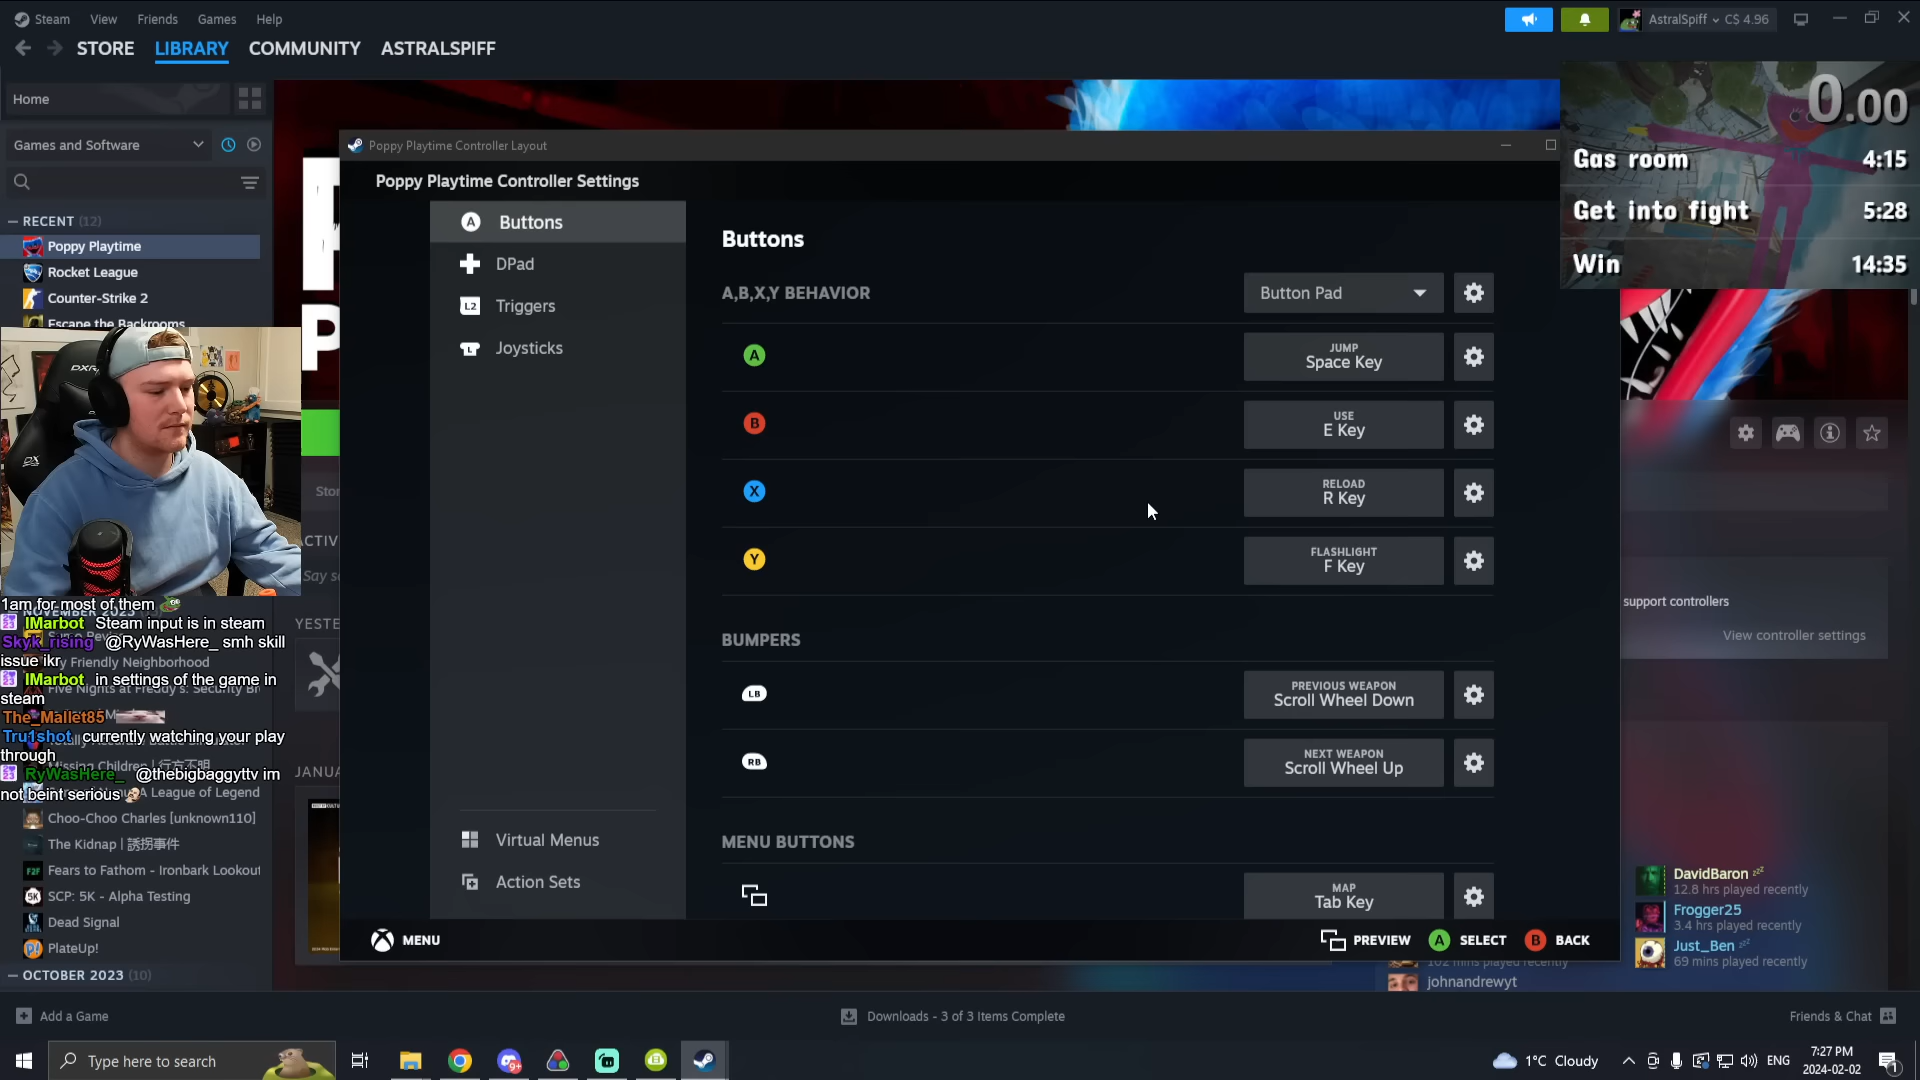 Steam
View
Friends
Games
Help
AstralSpiff
C$ 4.96
STORE
LIBRARY
COMMUNITY
ASTRALSPIFF
Home
Games and Software
RECENT (12)
Poppy Playtime
Rocket League
Counter-Strike 2
Escape the Backrooms
Poppy Playtime Controller Layout
Poppy Playtime Controller Settings
Buttons
DPad
Triggers
Joysticks
Virtual Menus
Action Sets
Buttons
A,B,X,Y BEHAVIOR
Button Pad
A
JUMP
Space Key
B
USE
E Key
X
RELOAD
R Key
Y
FLASHLIGHT
F Key
BUMPERS
LB
PREVIOUS WEAPON
Scroll Wheel Down
RB
NEXT WEAPON
Scroll Wheel Up
MENU BUTTONS
MAP
Tab Key
MENU
PREVIEW
A SELECT
B BACK
0.00
Gas room 4:15
Get into fight 5:28
Win 14:35
support controllers
View controller settings
1am for most of them
IMarbot Steam input is in steam
Skyk_rising @RyWasHere_ smh skill
issue ikr
IMarbot in settings of the game in
steam
The_Mallet85
Tru1shot currently watching your play
through
RyWasHere_ @thebigbaggyttv im
not beint serious
Choo-Choo Charles [unknown110]
The Kidnap | 誘拐事件
Fears to Fathom - Ironbark Lookout
SCP: 5K - Alpha Testing
Dead Signal
PlateUp!
OCTOBER 2023 (10)
DavidBaron
12.8 hrs played recently
Frogger25
3.4 hrs played recently
Just_Ben
69 mins played recently
johnandrewyt
Add a Game
Downloads - 3 of 3 Items Complete
Friends & Chat
Type here to search
1°C Cloudy
ENG
7:27 PM
2024-02-02